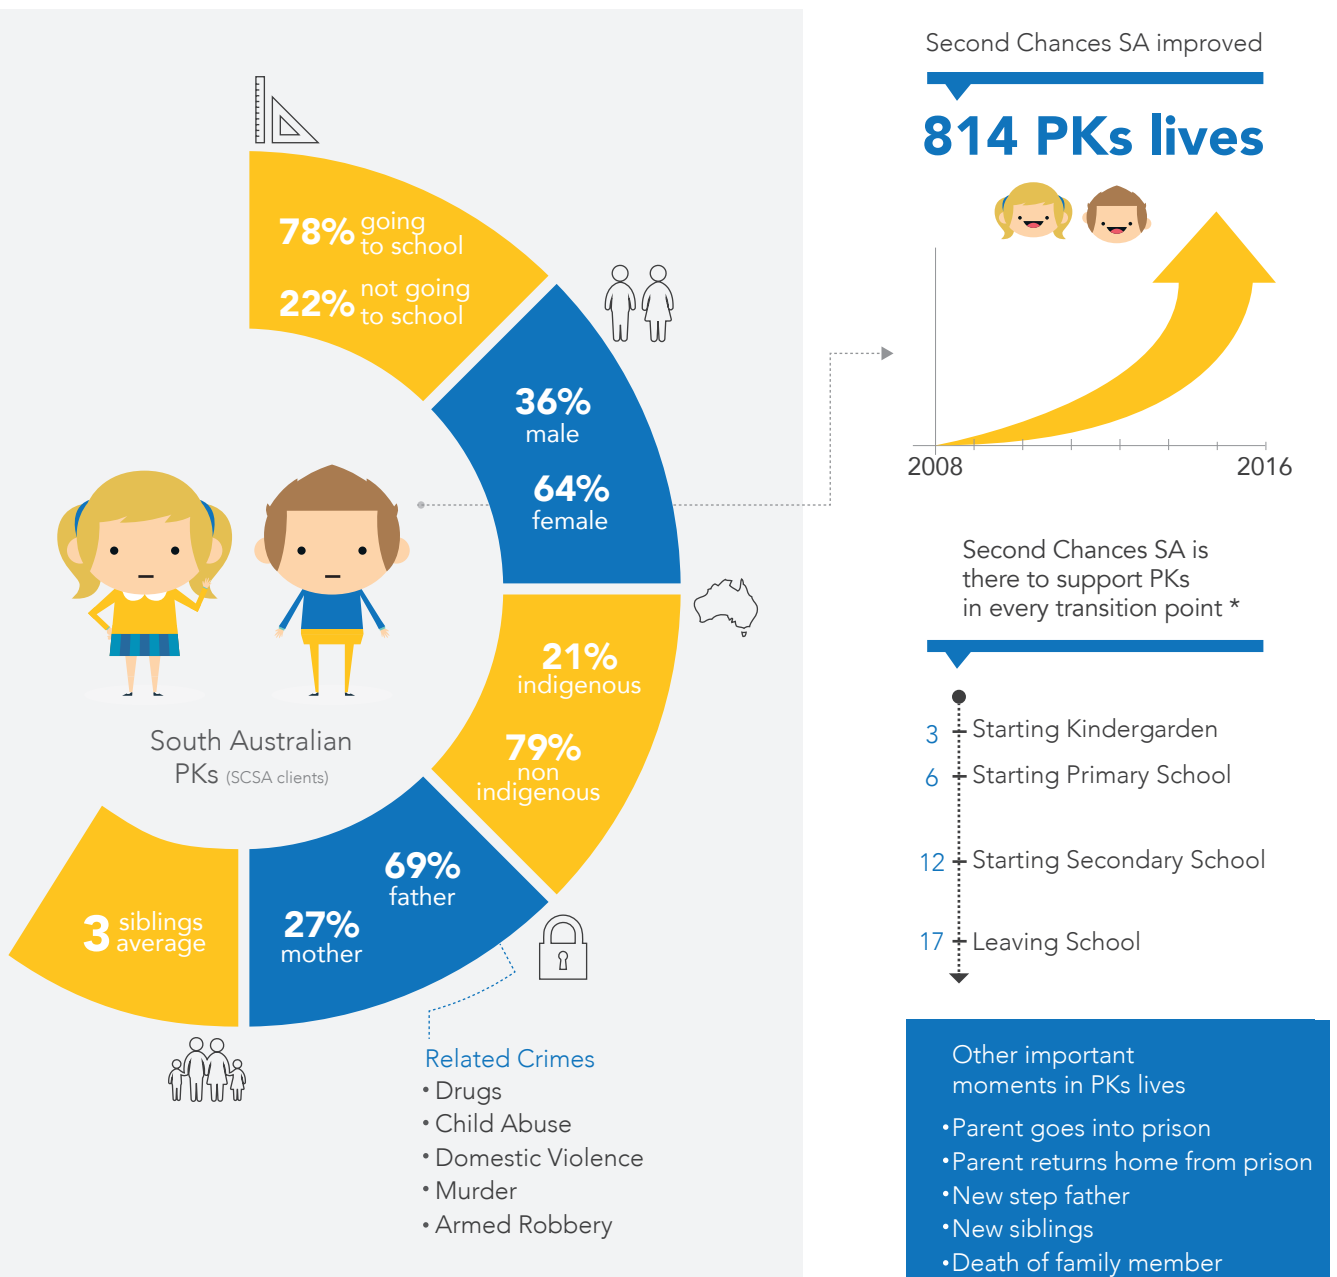 78% going
to school
22% not going
to school
36%
male
64%
female
21%
indigenous
79%
non
indigenous
69%
father
27%
mother
3 siblings
average
South Australian
PKs (SCSA clients)
Related Crimes
• Drugs
• Child Abuse
• Domestic Violence
• Murder
• Armed Robbery
Second Chances SA improved
814 PKs lives
2008 2016
Second Chances SA is
there to support PKs
in every transition point *
3 Starting Kindergarden
6 Starting Primary School
12 Starting Secondary School
17 Leaving School
Other important
moments in PKs lives
•Parent goes into prison
•Parent returns home from prison
•New step father
•New siblings
•Death of family member